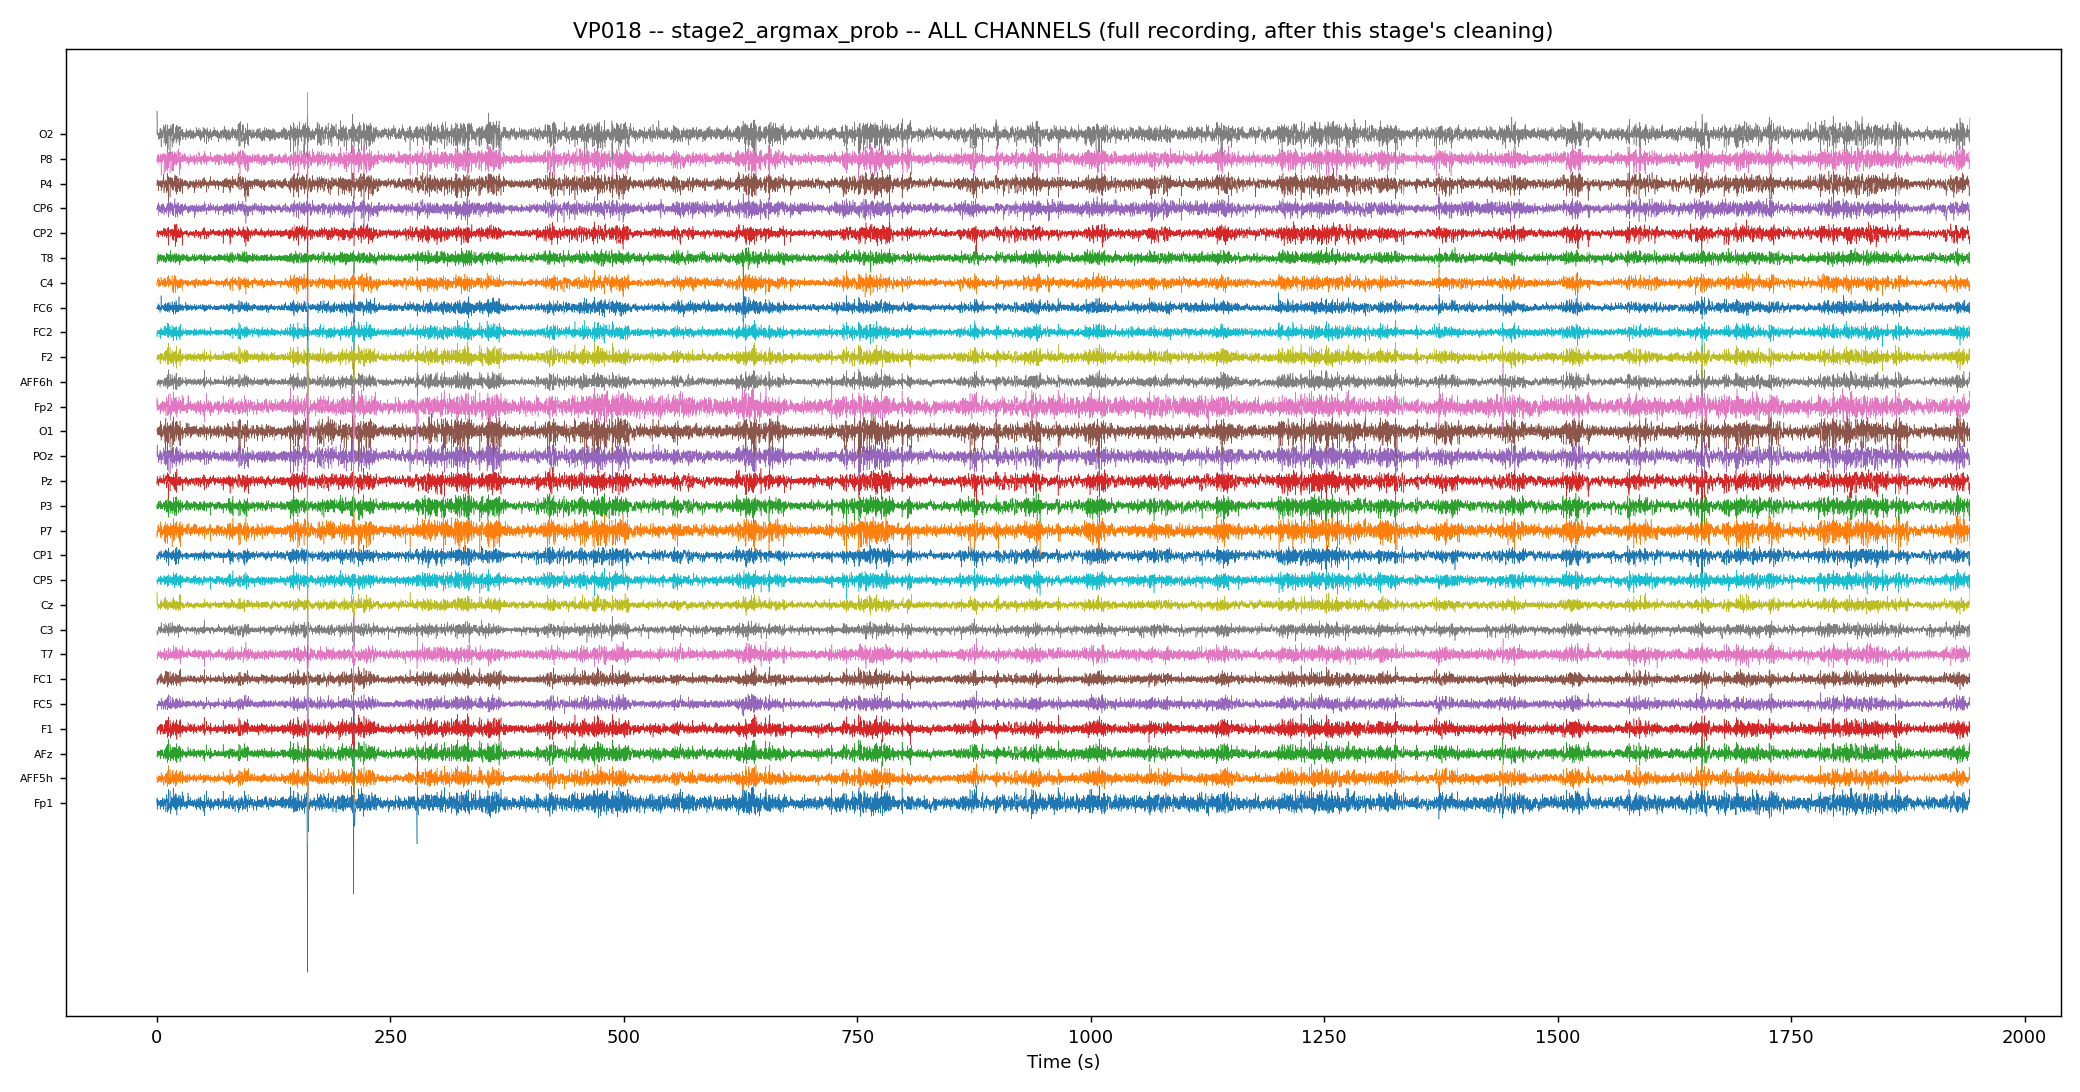 VP018 -- stage2_argmax_prob -- ALL CHANNELS (full recording, after this stage's cleaning)
O2
P8
P4
CP6
CP2
T8
C4
FC6
FC2
F2
AFF6h
Fp2
O1
POz
Pz
P3
P7
CP1
CP5
Cz
C3
T7
FC1
FC5
F1
AFz
AFF5h
Fp1
0 250 500 750 1000 1250 1500 1750 2000
Time (s)